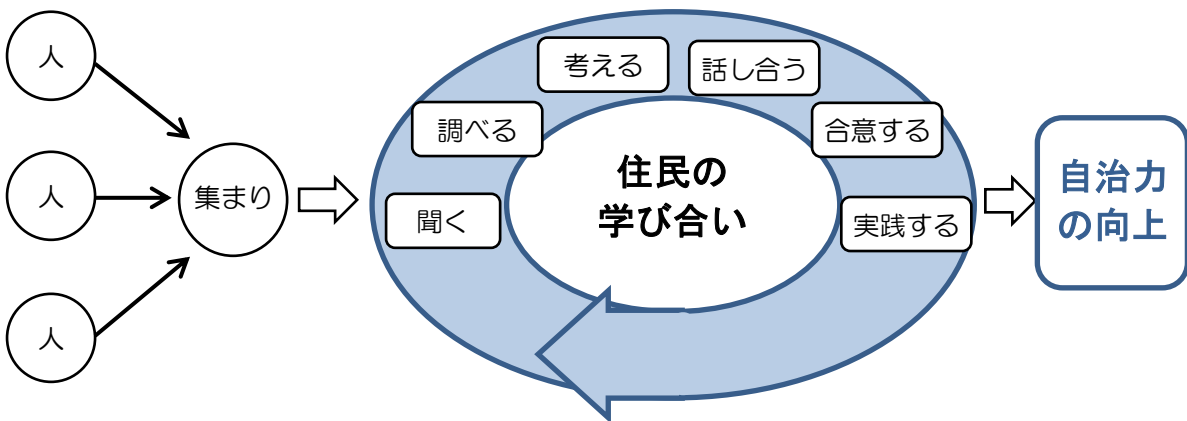 人
人
人
集まり
聞く
調べる
考える
話し合う
合意する
実践する
住民の
学び合い
自治力
の向上